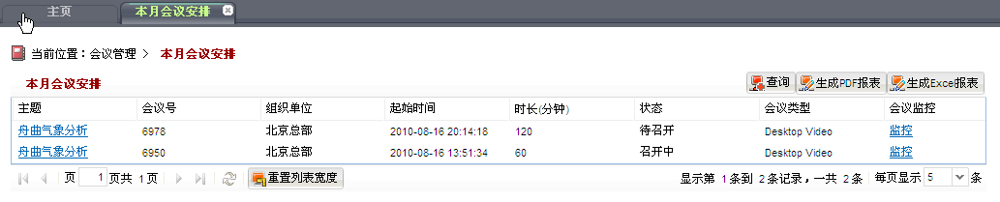 主页 本月会议安排
当前位置：会议管理 > 本月会议安排
本月会议安排 查询 生成PDF报表 生成Excel报表
主题 会议号 组织单位 起始时间 时长(分钟) 状态 会议类型 会议监控
舟曲气象分析 6978 北京总部 2010-08-16 20:14:18 120 待召开 Desktop Video 监控
舟曲气象分析 6950 北京总部 2010-08-16 13:51:34 60 召开中 Desktop Video 监控
页 1 页共 1 页 重置列表宽度 显示第 1 条到 2 条记录，一共 2 条 每页显示 5 条